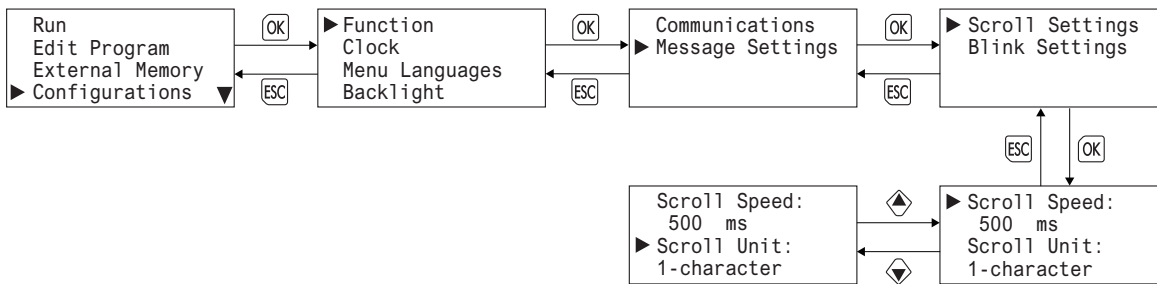 Run
Edit Program
External Memory
Configurations
OK
ESC
Function
Clock
Menu Languages
Backlight
OK
ESC
Communications
Message Settings
OK
ESC
Scroll Settings
Blink Settings
ESC
OK
Scroll Speed:
500 ms
Scroll Unit:
1-character
Scroll Speed:
500 ms
Scroll Unit:
1-character